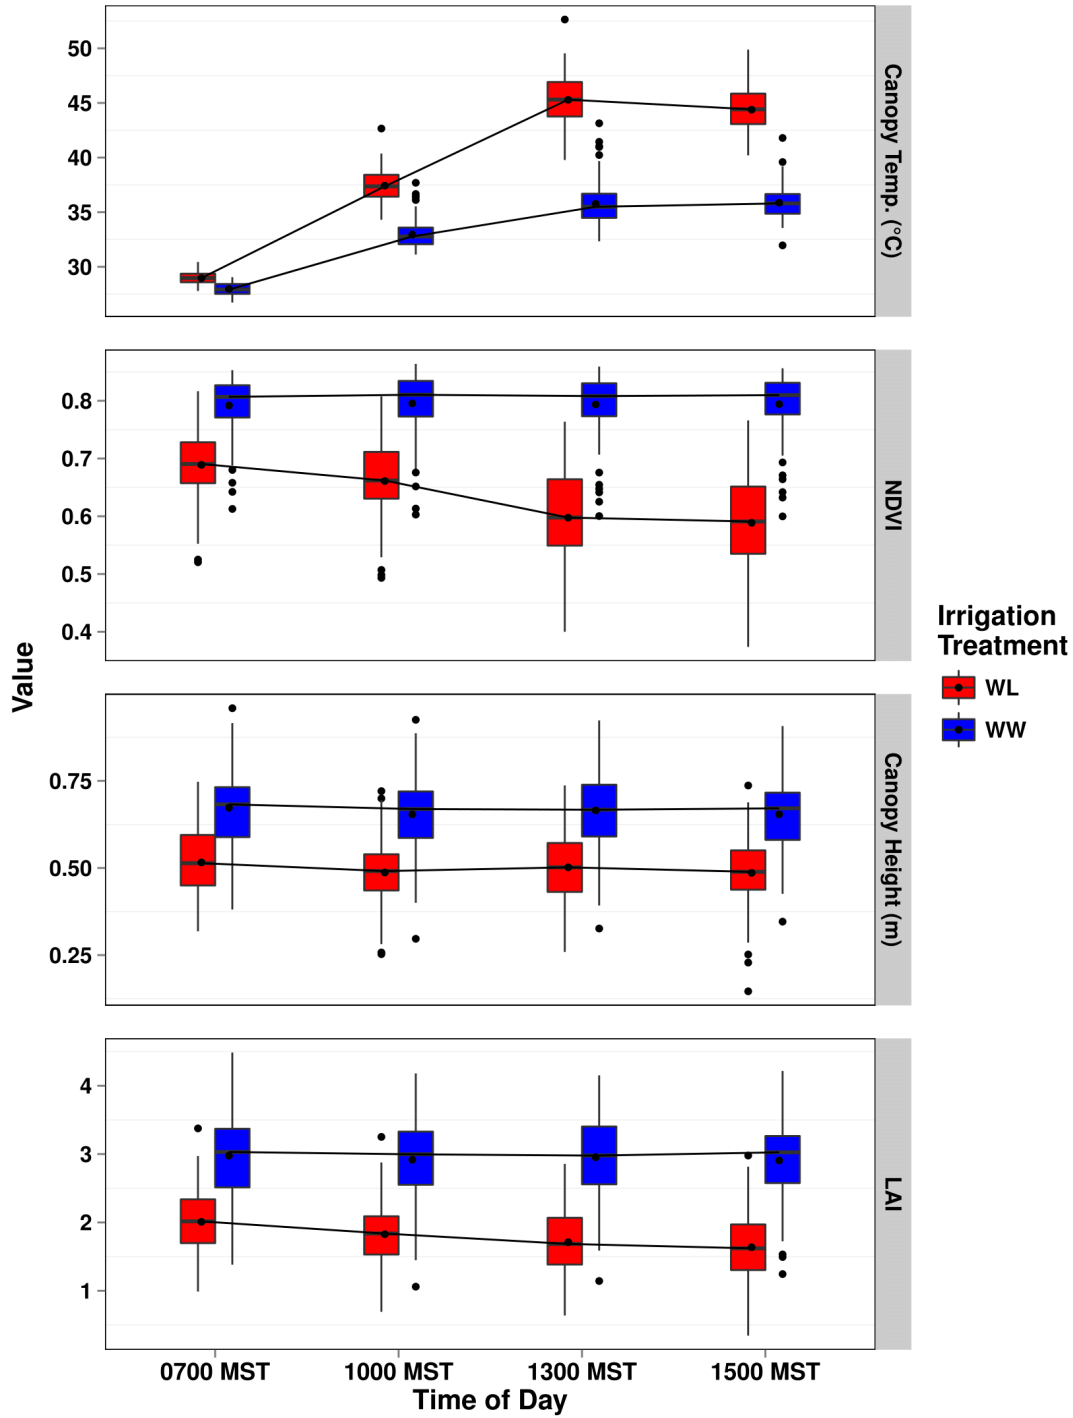 50
45
40
35
30
Canopy Temp. (°C)
0.8
0.7
0.6
0.5
0.4
NDVI
Value
Irrigation
Treatment
WL
WW
0.75
0.50
0.25
Canopy Height (m)
4
3
2
1
LAI
0700 MST 1000 MST 1300 MST 1500 MST
Time of Day